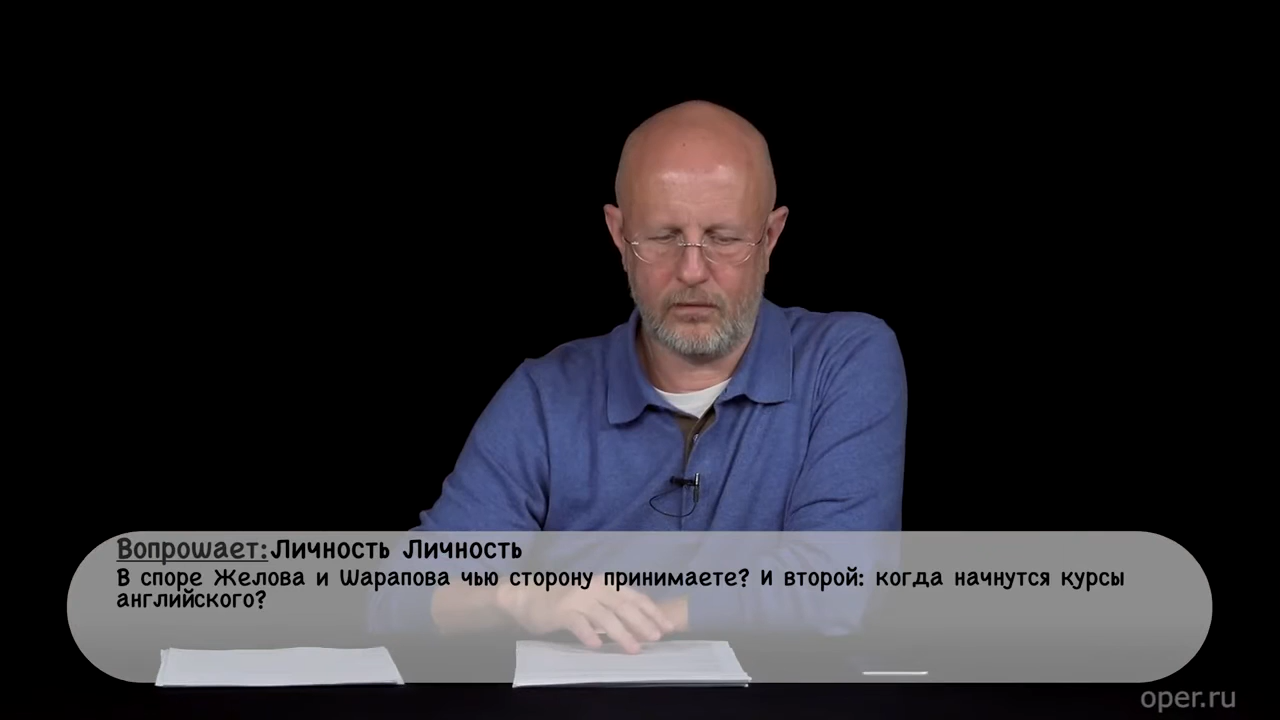 Вопрошает:Личность Личность
В споре Желова и Шарапова чью сторону принимаете? И второй: когда начнутся курсы
английского?
oper.ru